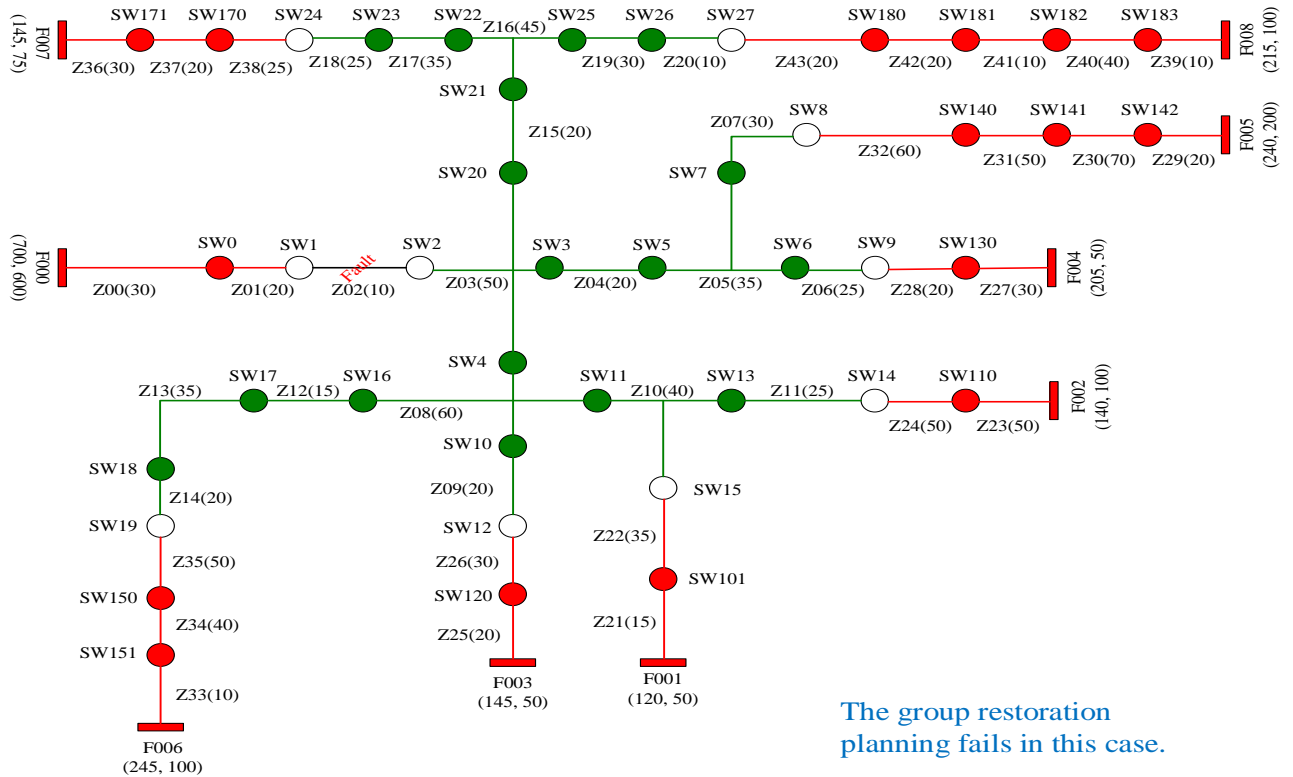 SW171 SW170 SW24 SW23 SW22 Z16(45) SW25 SW26 SW27 SW180 SW181 SW182 SW183
F007
(145, 75)
Z36(30) Z37(20) Z38(25) Z18(25) Z17(35) Z19(30) Z20(10) Z43(20) Z42(20) Z41(10) Z40(40) Z39(10)
F008
(215, 100)
SW21
Z15(20)
SW20
Z07(30)
SW8 SW140 SW141 SW142
SW7
Z32(60) Z31(50) Z30(70) Z29(20)
F005
(240, 200)
F000
(700, 600)
SW0 SW1 SW2 SW3 SW5 SW6 SW9 SW130
Fault
Z00(30) Z01(20) Z02(10) Z03(50) Z04(20) Z05(35) Z06(25) Z28(20) Z27(30)
F004
(205, 50)
SW4
Z13(35) SW17 Z12(15) SW16 SW11 Z10(40) SW13 Z11(25) SW14 SW110
Z08(60)
Z24(50) Z23(50)
F002
(140, 100)
SW10
SW18
Z14(20)
Z09(20)
SW15
SW19
SW12
Z35(50)
Z26(30)
Z22(35)
SW150
SW120
SW101
Z34(40)
Z25(20)
Z21(15)
SW151
Z33(10)
F003
(145, 50)
F001
(120, 50)
F006
(245, 100)
The group restoration
planning fails in this case.